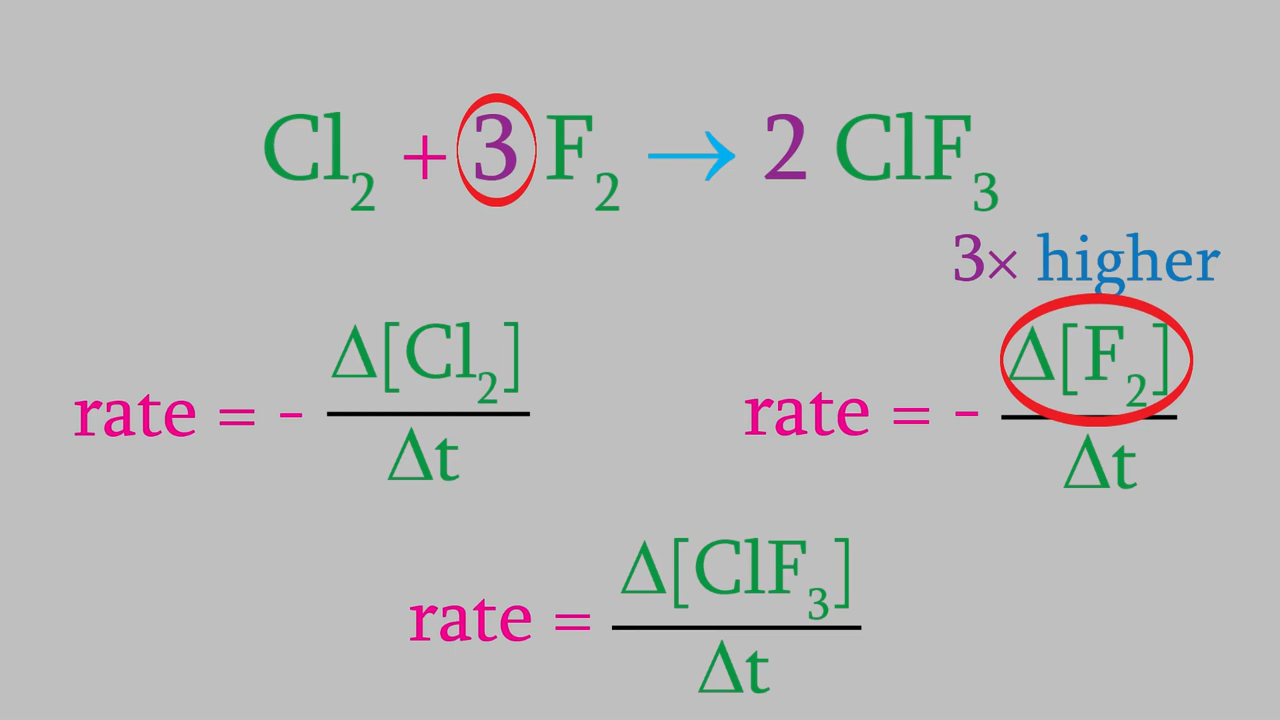 Cl₂ + 3 F₂ → 2 ClF₃
3× higher
rate = - Δ[Cl₂] / Δt
rate = - Δ[F₂] / Δt
rate = Δ[ClF₃] / Δt